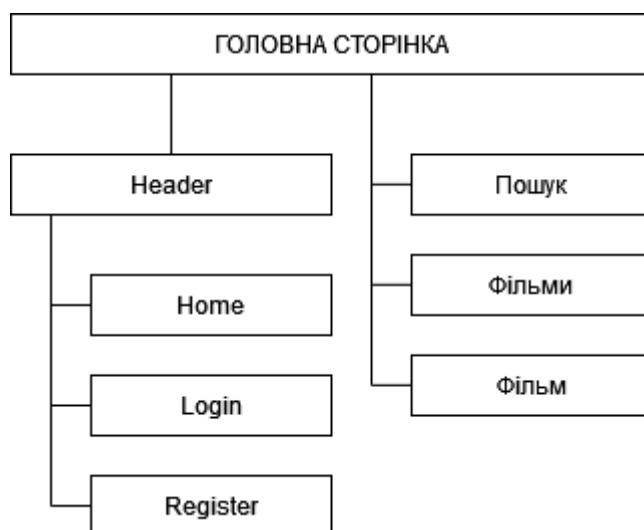 ГОЛОВНА СТОРІНКА
Header
Home
Login
Register
Пошук
Фільми
Фільм